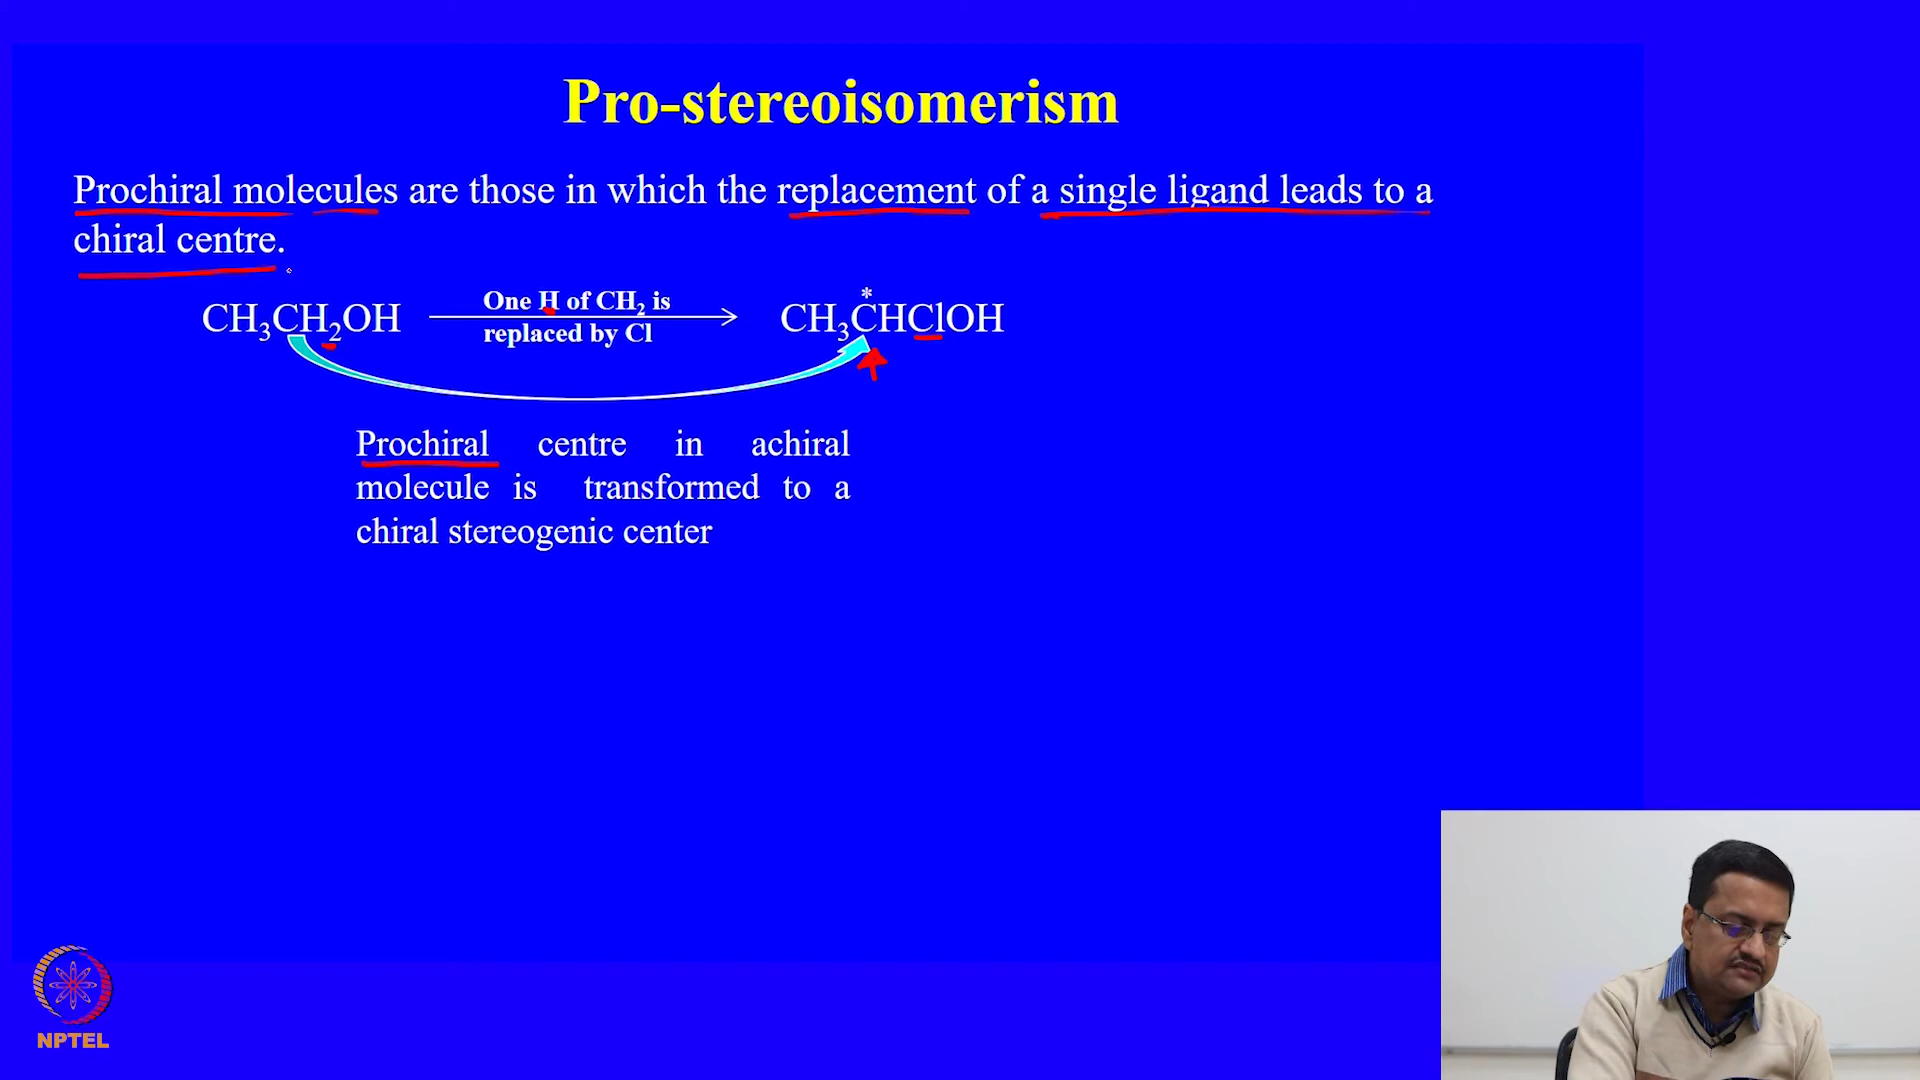 Pro-stereoisomerism
Prochiral molecules are those in which the replacement of a single ligand leads to a
chiral centre.
CH₃CH₂OH
One H of CH₂ is
replaced by Cl
*
CH₃CHClOH
Prochiral centre in achiral
molecule is transformed to a
chiral stereogenic center
NPTEL